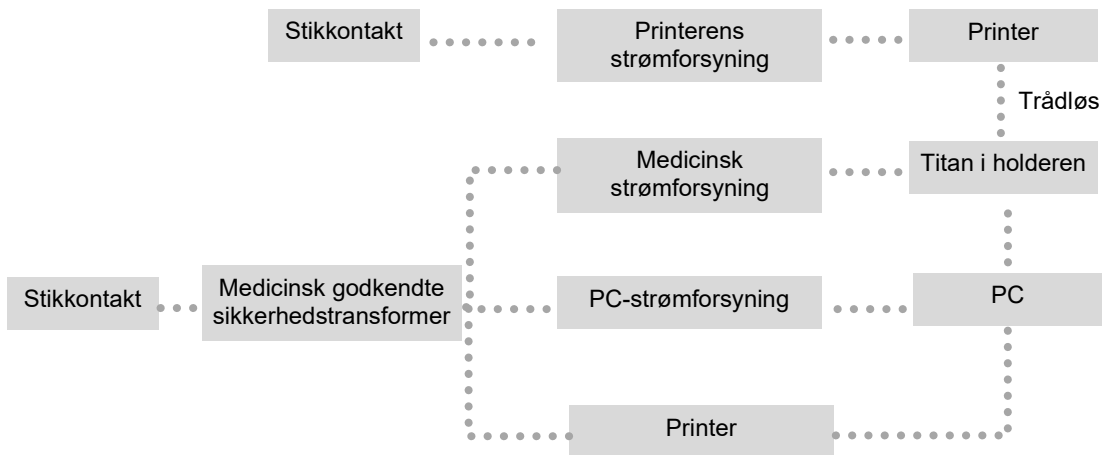 Stikkontakt
Printerens
strømforsyning
Printer
Trådløs
Medicinsk
strømforsyning
Titan i holderen
Stikkontakt
Medicinsk godkendte
sikkerhedstransformer
PC-strømforsyning
PC
Printer